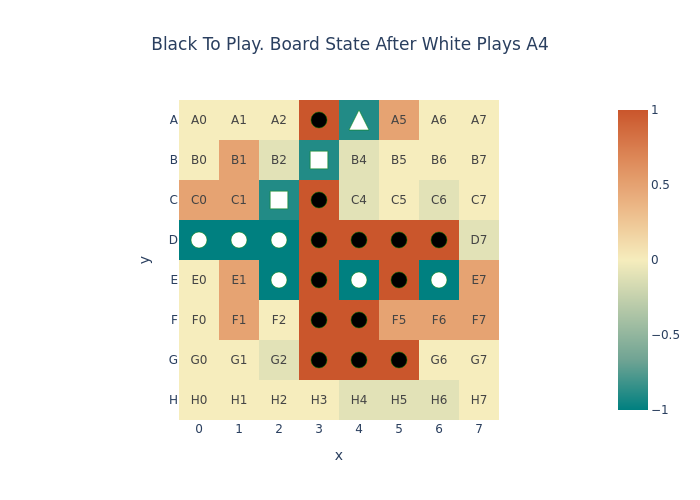 Black To Play. Board State After White Plays A4
A A0 A1 A2 A5 A6 A7
B B0 B1 B2 B4 B5 B6 B7
C C0 C1 C4 C5 C6 C7
D D7
E E0 E1 E7
F F0 F1 F2 F5 F6 F7
G G0 G1 G2 G6 G7
H H0 H1 H2 H3 H4 H5 H6 H7
0 1 2 3 4 5 6 7
x
y
1
0.5
0
−0.5
−1